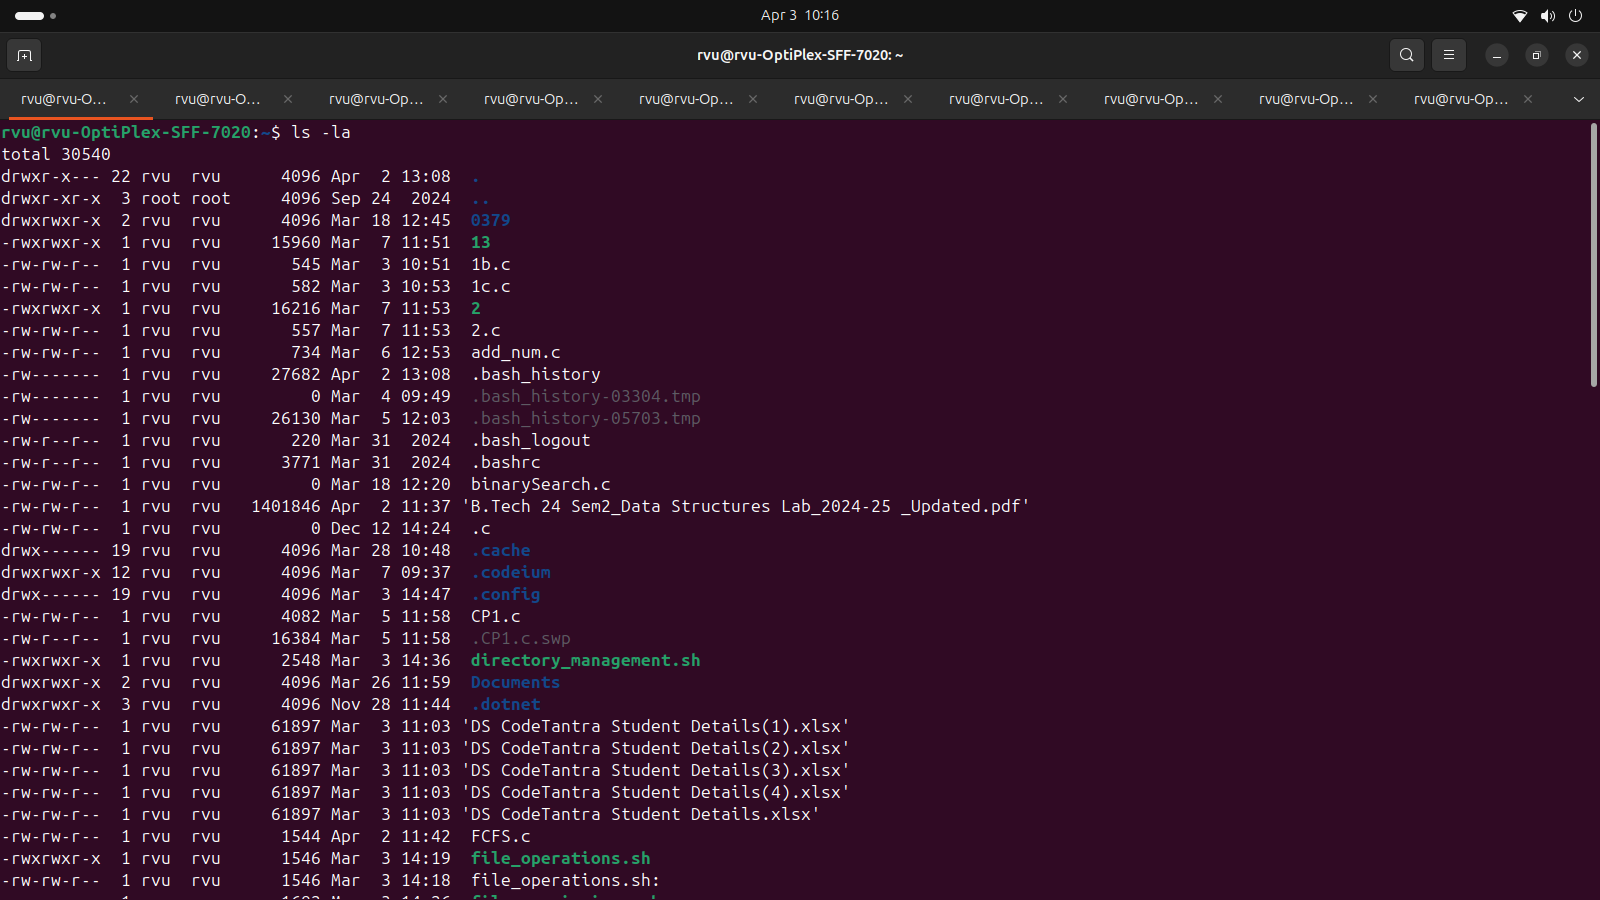 Apr 3 10:16
rvu@rvu-OptiPlex-SFF-7020: ~
rvu@rvu-O... rvu@rvu-O... rvu@rvu-Op... rvu@rvu-Op... rvu@rvu-Op... rvu@rvu-Op... rvu@rvu-Op... rvu@rvu-Op... rvu@rvu-Op... rvu@rvu-Op...
rvu@rvu-OptiPlex-SFF-7020:~$ ls -la
total 30540
drwxr-x--- 22 rvu  rvu      4096 Apr  2 13:08  .
drwxr-xr-x  3 root root     4096 Sep 24  2024  ..
drwxrwxr-x  2 rvu  rvu      4096 Mar 18 12:45  0379
-rwxrwxr-x  1 rvu  rvu     15960 Mar  7 11:51  13
-rw-rw-r--  1 rvu  rvu       545 Mar  3 10:51  1b.c
-rw-rw-r--  1 rvu  rvu       582 Mar  3 10:53  1c.c
-rwxrwxr-x  1 rvu  rvu     16216 Mar  7 11:53  2
-rw-rw-r--  1 rvu  rvu       557 Mar  7 11:53  2.c
-rw-rw-r--  1 rvu  rvu       734 Mar  6 12:53  add_num.c
-rw-------  1 rvu  rvu     27682 Apr  2 13:08  .bash_history
-rw-------  1 rvu  rvu         0 Mar  4 09:49  .bash_history-03304.tmp
-rw-------  1 rvu  rvu     26130 Mar  5 12:03  .bash_history-05703.tmp
-rw-r--r--  1 rvu  rvu       220 Mar 31  2024  .bash_logout
-rw-r--r--  1 rvu  rvu      3771 Mar 31  2024  .bashrc
-rw-rw-r--  1 rvu  rvu         0 Mar 18 12:20  binarySearch.c
-rw-rw-r--  1 rvu  rvu   1401846 Apr  2 11:37 'B.Tech 24 Sem2_Data Structures Lab_2024-25 _Updated.pdf'
-rw-rw-r--  1 rvu  rvu         0 Dec 12 14:24  .c
drwx------ 19 rvu  rvu      4096 Mar 28 10:48  .cache
drwxrwxr-x 12 rvu  rvu      4096 Mar  7 09:37  .codeium
drwx------ 19 rvu  rvu      4096 Mar  3 14:47  .config
-rw-rw-r--  1 rvu  rvu      4082 Mar  5 11:58  CP1.c
-rw-r--r--  1 rvu  rvu     16384 Mar  5 11:58  .CP1.c.swp
-rwxrwxr-x  1 rvu  rvu      2548 Mar  3 14:36  directory_management.sh
drwxrwxr-x  2 rvu  rvu      4096 Mar 26 11:59  Documents
drwxrwxr-x  3 rvu  rvu      4096 Nov 28 11:44  .dotnet
-rw-rw-r--  1 rvu  rvu     61897 Mar  3 11:03 'DS CodeTantra Student Details(1).xlsx'
-rw-rw-r--  1 rvu  rvu     61897 Mar  3 11:03 'DS CodeTantra Student Details(2).xlsx'
-rw-rw-r--  1 rvu  rvu     61897 Mar  3 11:03 'DS CodeTantra Student Details(3).xlsx'
-rw-rw-r--  1 rvu  rvu     61897 Mar  3 11:03 'DS CodeTantra Student Details(4).xlsx'
-rw-rw-r--  1 rvu  rvu     61897 Mar  3 11:03 'DS CodeTantra Student Details.xlsx'
-rw-rw-r--  1 rvu  rvu      1544 Apr  2 11:42  FCFS.c
-rwxrwxr-x  1 rvu  rvu      1546 Mar  3 14:19  file_operations.sh
-rw-rw-r--  1 rvu  rvu      1546 Mar  3 14:18  file_operations.sh: